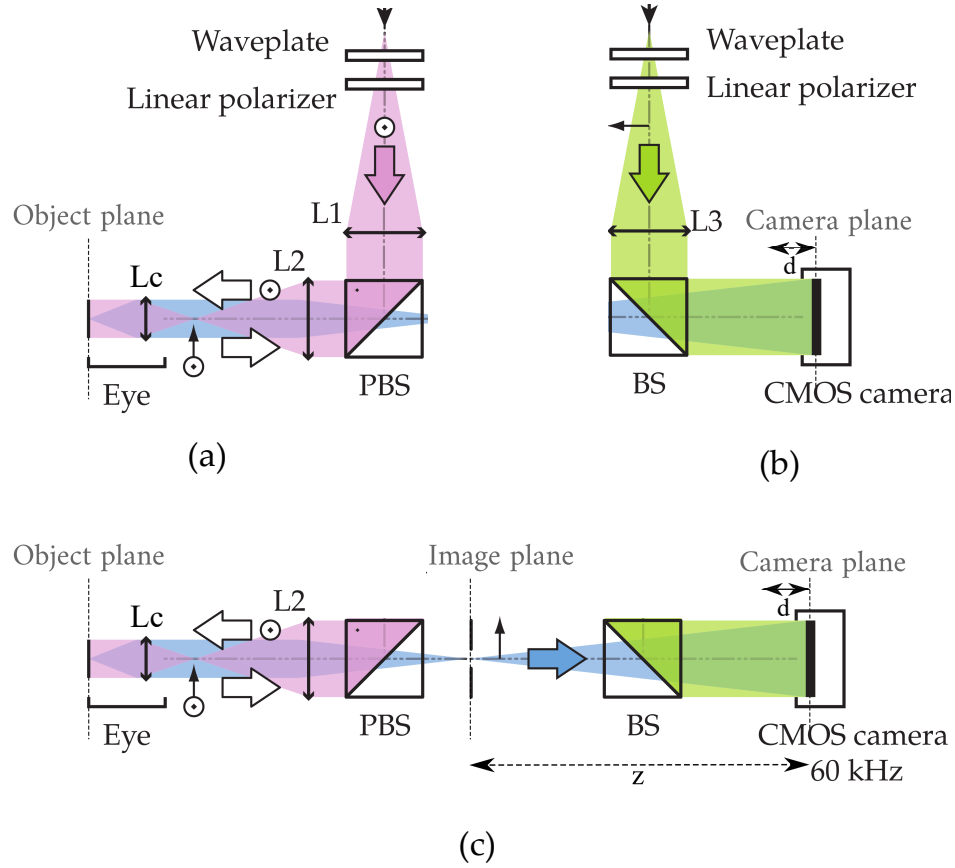 Waveplate
Linear polarizer
Object plane
L1
L2
Lc
Eye
PBS
(a)
Waveplate
Linear polarizer
L3
Camera plane
d
BS
CMOS camera
(b)
Object plane
Image plane
Camera plane
d
L2
Lc
Eye
PBS
BS
CMOS camera
60 kHz
z
(c)